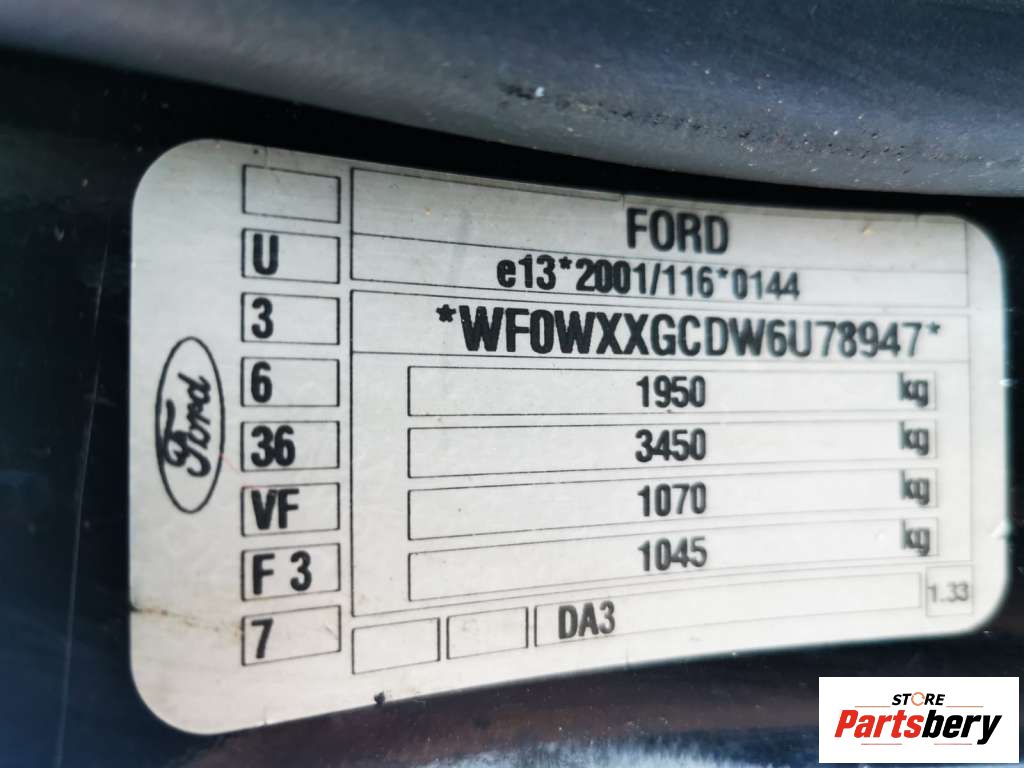 FORD
e13*2001/116*0144
*WF0WXXGCDW6U78947*
1950 kg
3450 kg
1070 kg
1045 kg
DA3
1.33
U
3
6
36
VF
F 3
7
Ford
STORE
Partsbery